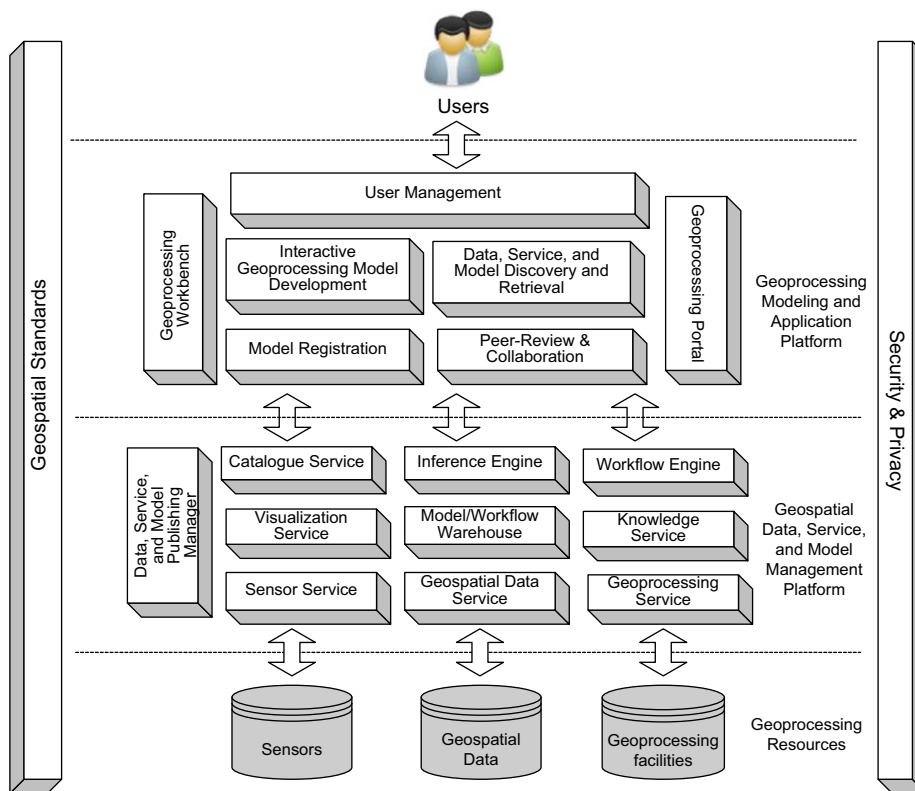 Users
User Management
Geoprocessing
Workbench
Interactive
Geoprocessing Model
Development
Data, Service, and
Model Discovery and
Retrieval
Geoprocessing Portal
Model Registration
Peer-Review &
Collaboration
Geoprocessing
Modeling and
Application
Platform
Geospatial Standards
Security & Privacy
Data, Service,
and Model
Publishing
Manager
Catalogue Service
Inference Engine
Workflow Engine
Visualization
Service
Model/Workflow
Warehouse
Knowledge
Service
Sensor Service
Geospatial Data
Service
Geoprocessing
Service
Geospatial
Data, Service,
and Model
Management
Platform
Sensors
Geospatial
Data
Geoprocessing
facilities
Geoprocessing
Resources